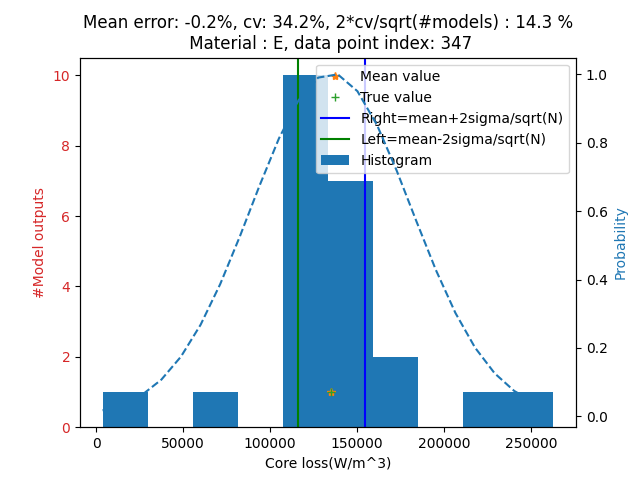 Mean error: -0.2%, cv: 34.2%, 2*cv/sqrt(#models) : 14.3 %
Material : E, data point index: 347
10
8
6
4
2
0
#Model outputs
Mean value
True value
Right=mean+2sigma/sqrt(N)
Left=mean-2sigma/sqrt(N)
Histogram
1.0
0.8
0.6
0.4
0.2
0.0
Probability
0
50000
100000
150000
200000
250000
Core loss(W/m^3)